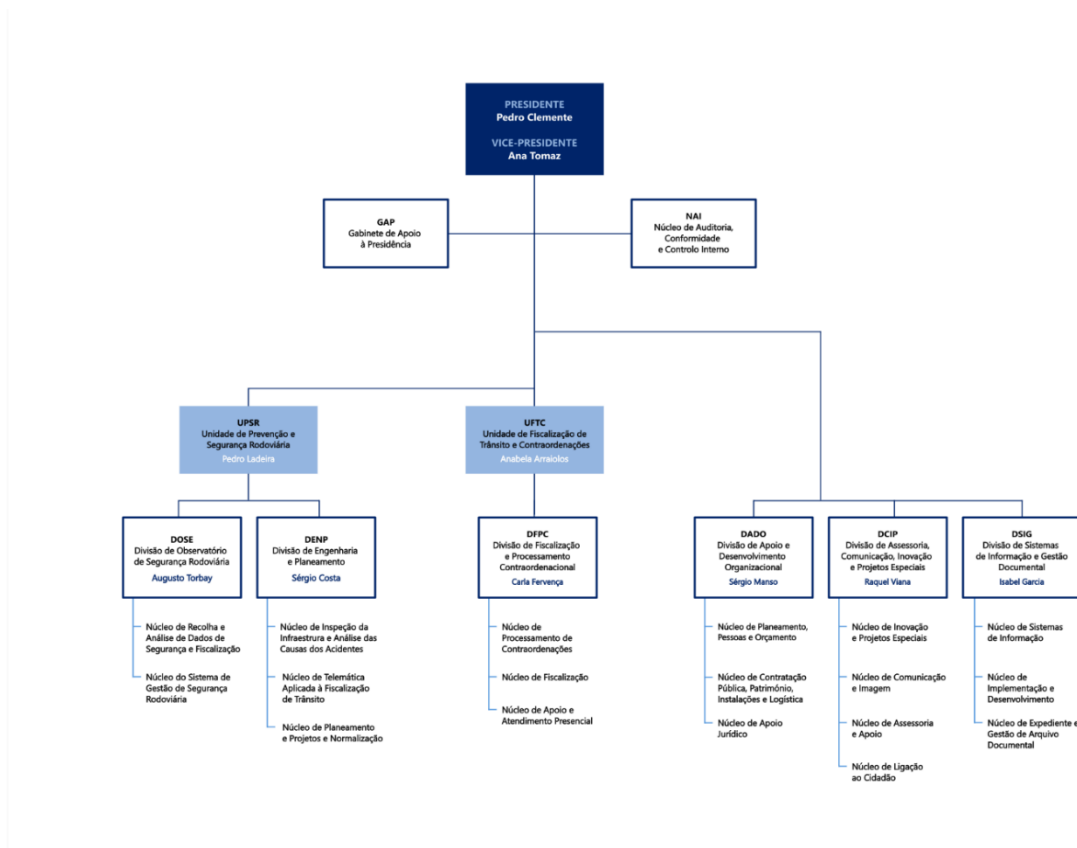 PRESIDENTE
Pedro Clemente
VICE-PRESIDENTE
Ana Tomaz
GAP
Gabinete de Apoio
à Presidência
NAI
Núcleo de Auditoria,
Conformidade
e Controlo Interno
UPSR
Unidade de Prevenção e
Segurança Rodoviária
Pedro Ladeira
UFTC
Unidade de Fiscalização de
Trânsito e Contraordenações
Anabela Arraiolos
DOSE
Divisão de Observatório
de Segurança Rodoviária
Augusto Torbay
Núcleo de Recolha e
Análise de Dados de
Segurança e Fiscalização
Núcleo do Sistema de
Gestão de Segurança
Rodoviária
DENP
Divisão de Engenharia
e Planeamento
Sérgio Costa
Núcleo de Inspeção da
Infraestrura e Análise das
Causas dos Acidentes
Núcleo de Telemática
Aplicada à Fiscalização
de Trânsito
Núcleo de Planeamento
e Projetos e Normalização
DFPC
Divisão de Fiscalização
e Processamento
Contraordenacional
Carla Fervença
Núcleo de
Processamento de
Contraordenações
Núcleo de Fiscalização
Núcleo de Apoio e
Atendimento Presencial
DADO
Divisão de Apoio e
Desenvolvimento
Organizacional
Sérgio Manso
Núcleo de Planeamento,
Pessoas e Orçamento
Núcleo de Contratação
Pública, Património,
Instalações e Logística
Núcleo de Apoio
Jurídico
DCIP
Divisão de Assessoria,
Comunicação, Inovação
e Projetos Especiais
Raquel Viana
Núcleo de Inovação
e Projetos Especiais
Núcleo de Comunicação
e Imagem
Núcleo de Assessoria
e Apoio
Núcleo de Ligação
ao Cidadão
DSIG
Divisão de Sistemas
de Informação e Gestão
Documental
Isabel Garcia
Núcleo de Sistemas
de Informação
Núcleo de
Implementação e
Desenvolvimento
Núcleo de Expediente e
Gestão de Arquivo
Documental